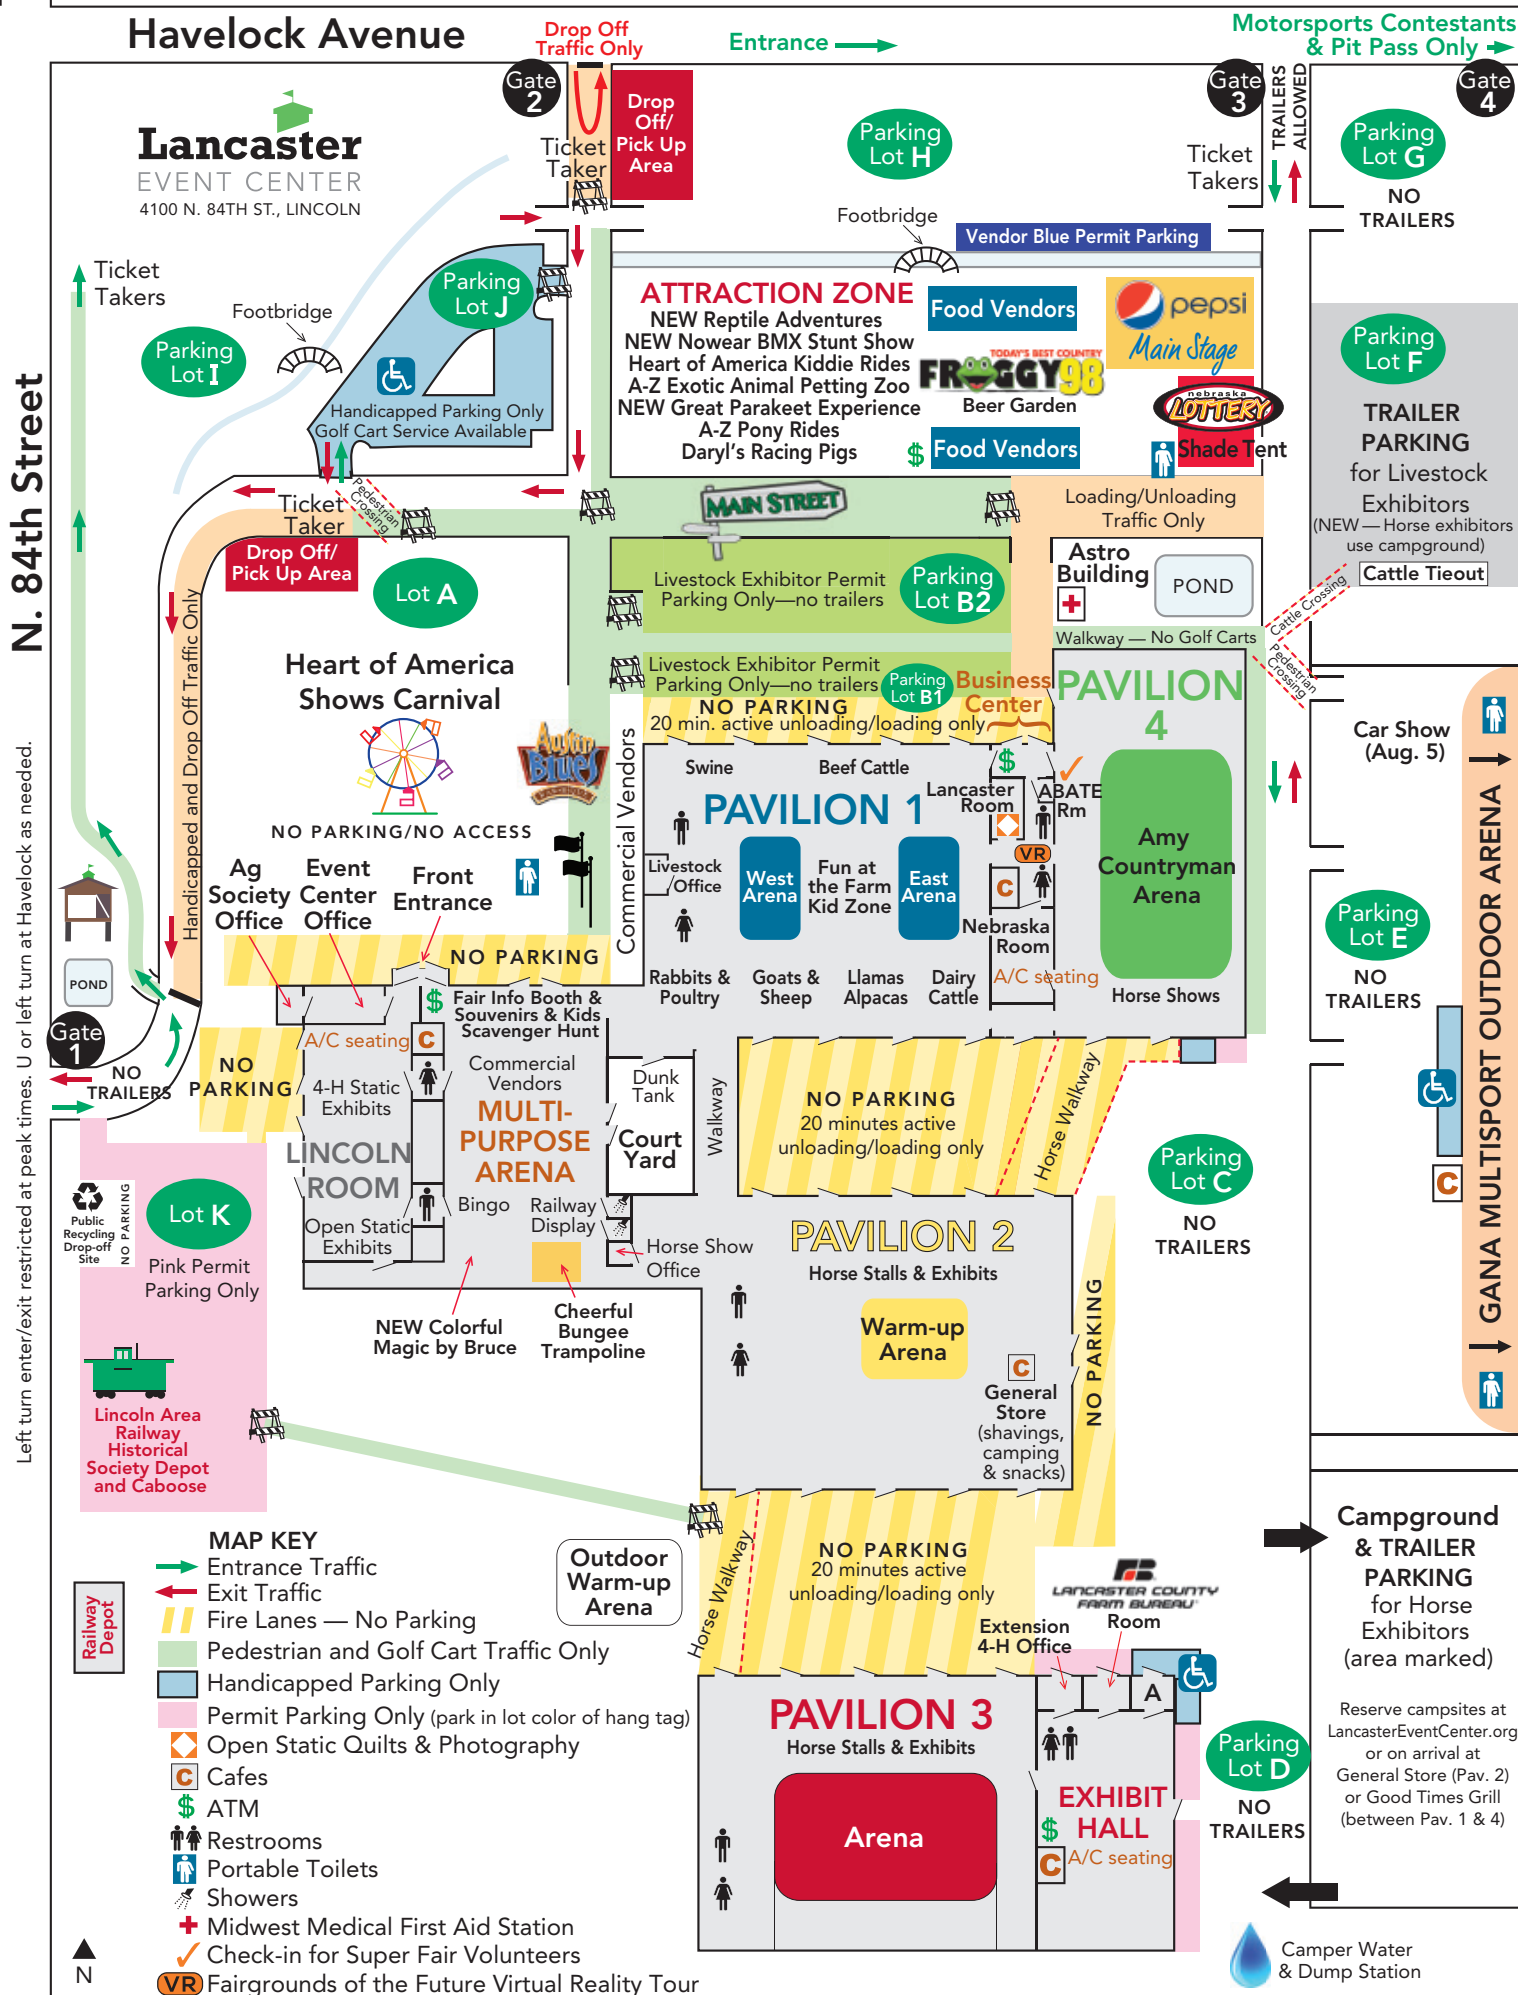 Havelock Avenue
Drop Off
Traffic Only
Entrance
Motorsports Contestants
& Pit Pass Only
Gate
2
Gate
3
Gate
4
Lancaster
EVENT CENTER
4100 N. 84TH ST., LINCOLN
Drop
Off/
Pick Up
Area
Ticket
Taker
Parking
Lot H
TRAILERS
ALLOWED
Ticket
Takers
Parking
Lot G
NO
TRAILERS
Footbridge
Vendor Blue Permit Parking
Ticket
Takers
Parking
Lot J
Footbridge
Parking
Lot I
Handicapped Parking Only
Golf Cart Service Available
ATTRACTION ZONE
NEW Reptile Adventures
NEW Nowear BMX Stunt Show
Heart of America Kiddie Rides
A-Z Exotic Animal Petting Zoo
NEW Great Parakeet Experience
A-Z Pony Rides
Daryl's Racing Pigs
Food Vendors
pepsi
Main Stage
TODAY'S BEST COUNTRY
FROGGY98
Beer Garden
nebraska
LOTTERY
Shade Tent
$ Food Vendors
Parking
Lot F
TRAILER
PARKING
for Livestock
Exhibitors
(NEW — Horse exhibitors
use campground)
Cattle Tieout
N. 84th Street
Left turn enter/exit restricted at peak times. U or left turn at Havelock as needed.
Ticket
Taker
Pedestrian
Crossing
Drop Off/
Pick Up Area
MAIN STREET
Loading/Unloading
Traffic Only
Lot A
Livestock Exhibitor Permit
Parking Only—no trailers
Parking
Lot B2
Astro
Building
POND
Walkway — No Golf Carts
Cattle Crossing
Pedestrian
Crossing
Handicapped and Drop Off Traffic Only
Heart of America
Shows Carnival
Livestock Exhibitor Permit
Parking Only—no trailers
Parking
Lot B1
NO PARKING
20 min. active unloading/loading only
Business
Center
PAVILION
4
Austin
Blues
NO PARKING/NO ACCESS
Commercial Vendors
Swine
Beef Cattle
$
Lancaster
Room
ABATE
Rm
PAVILION 1
VR
Livestock
Office
West
Arena
Fun at
the Farm
Kid Zone
East
Arena
C
Amy
Countryman
Arena
Nebraska
Room
A/C seating
Rabbits &
Poultry
Goats &
Sheep
Llamas
Alpacas
Dairy
Cattle
Horse Shows
Car Show
(Aug. 5)
Parking
Lot E
NO
TRAILERS
GANA MULTISPORT OUTDOOR ARENA
C
Ag
Society
Office
Event
Center
Office
Front
Entrance
NO PARKING
POND
Gate
1
NO
TRAILERS
NO
PARKING
$
Fair Info Booth &
Souvenirs & Kids
Scavenger Hunt
A/C seating
C
4-H Static
Exhibits
Commercial
Vendors
Dunk
Tank
LINCOLN
ROOM
MULTI-
PURPOSE
ARENA
Court
Yard
Walkway
Bingo
Railway
Display
Open Static
Exhibits
Horse Show
Office
NEW Colorful
Magic by Bruce
Cheerful
Bungee
Trampoline
NO PARKING
20 minutes active
unloading/loading only
Horse Walkway
Parking
Lot C
NO
TRAILERS
Public
Recycling
Drop-off
Site
NO PARKING
Lot K
Pink Permit
Parking Only
Lincoln Area
Railway
Historical
Society Depot
and Caboose
PAVILION 2
Horse Stalls & Exhibits
Warm-up
Arena
C
General
Store
(shavings,
camping
& snacks)
NO PARKING
Horse Walkway
NO PARKING
20 minutes active
unloading/loading only
Outdoor
Warm-up
Arena
LANCASTER COUNTY
FARM BUREAU
Room
Extension
4-H Office
A
Campground
& TRAILER
PARKING
for Horse
Exhibitors
(area marked)
Reserve campsites at
LancasterEventCenter.org
or on arrival at
General Store (Pav. 2)
or Good Times Grill
(between Pav. 1 & 4)
PAVILION 3
Horse Stalls & Exhibits
Arena
EXHIBIT
HALL
$
C A/C seating
Parking
Lot D
NO
TRAILERS
Camper Water
& Dump Station
Railway
Depot
MAP KEY
Entrance Traffic
Exit Traffic
Fire Lanes — No Parking
Pedestrian and Golf Cart Traffic Only
Handicapped Parking Only
Permit Parking Only (park in lot color of hang tag)
Open Static Quilts & Photography
C Cafes
$ ATM
Restrooms
Portable Toilets
Showers
Midwest Medical First Aid Station
Check-in for Super Fair Volunteers
VR Fairgrounds of the Future Virtual Reality Tour
N